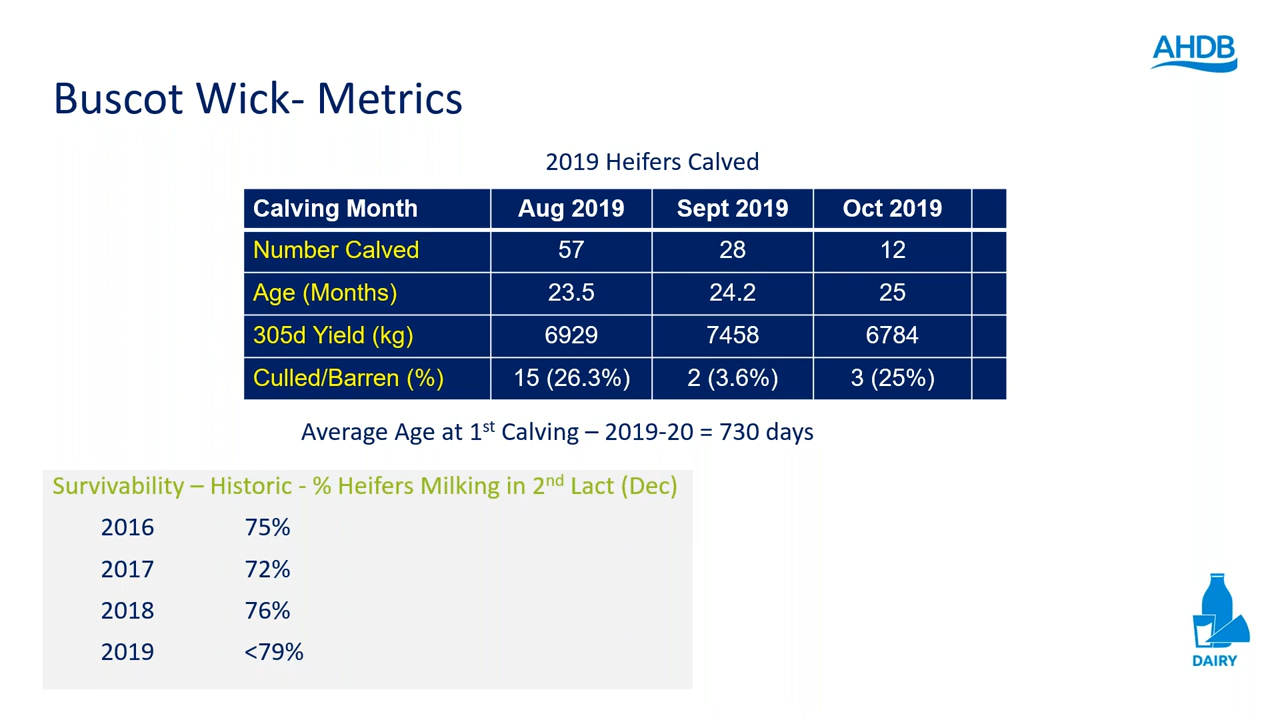 AHDB
Buscot Wick- Metrics
2019 Heifers Calved
Calving Month Aug 2019 Sept 2019 Oct 2019
Number Calved 57 28 12
Age (Months) 23.5 24.2 25
305d Yield (kg) 6929 7458 6784
Culled/Barren (%) 15 (26.3%) 2 (3.6%) 3 (25%)
Average Age at 1st Calving – 2019-20 = 730 days
Survivability – Historic - % Heifers Milking in 2nd Lact (Dec)
2016 75%
2017 72%
2018 76%
2019 <79%
DAIRY